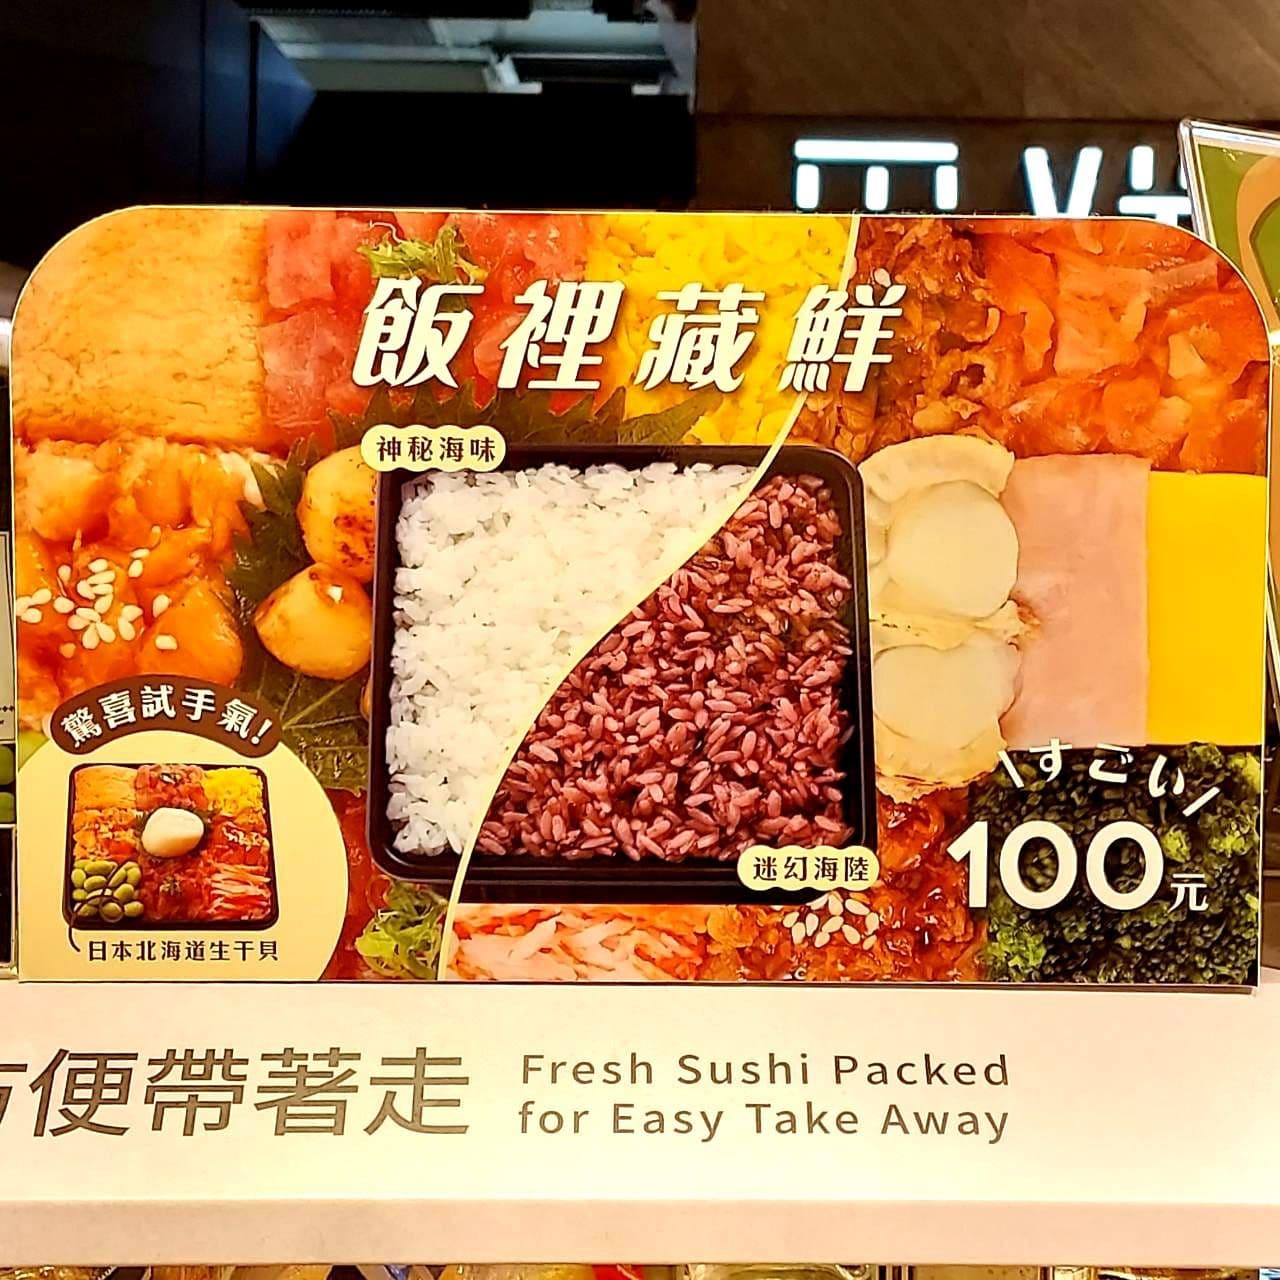 飯裡藏鮮
神秘海味
驚喜試手氣!
すごい
100元
迷幻海陸
日本北海道生干貝
方便帶著走
Fresh Sushi Packed
for Easy Take Away